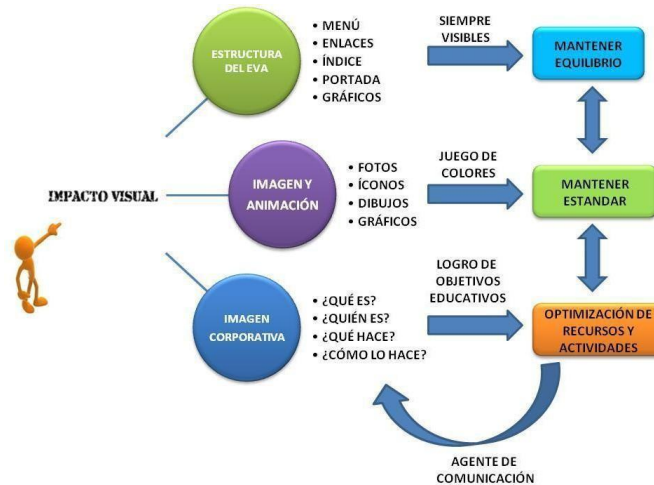 IMPACTO VISUAL
ESTRUCTURA
DEL EVA
• MENÚ
• ENLACES
• ÍNDICE
• PORTADA
• GRÁFICOS
SIEMPRE
VISIBLES
MANTENER
EQUILIBRIO
IMAGEN Y
ANIMACIÓN
• FOTOS
• ÍCONOS
• DIBUJOS
• GRÁFICOS
JUEGO DE
COLORES
MANTENER
ESTANDAR
IMAGEN
CORPORATIVA
• ¿QUÉ ES?
• ¿QUIÉN ES?
• ¿QUÉ HACE?
• ¿CÓMO LO HACE?
LOGRO DE
OBJETIVOS
EDUCATIVOS
OPTIMIZACIÓN DE
RECURSOS Y
ACTIVIDADES
AGENTE DE
COMUNICACIÓN